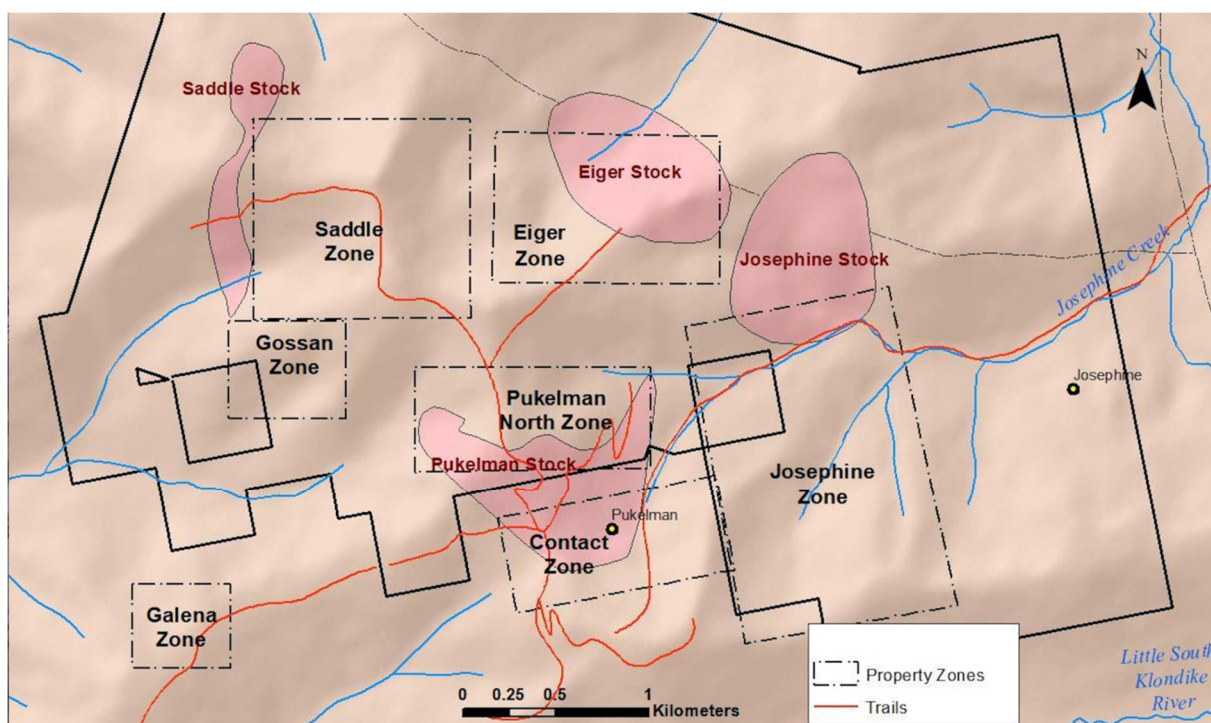 N
Saddle Stock
Eiger Stock
Saddle
Zone
Eiger
Zone
Josephine Stock
Josephine Creek
Gossan
Zone
Josephine
Pukelman
North Zone
Pukelman Stock
Josephine
Zone
Pukelman
Contact
Zone
Galena
Zone
Little South
Klondike
River
Property Zones
Trails
0 0.25 0.5 1
Kilometers